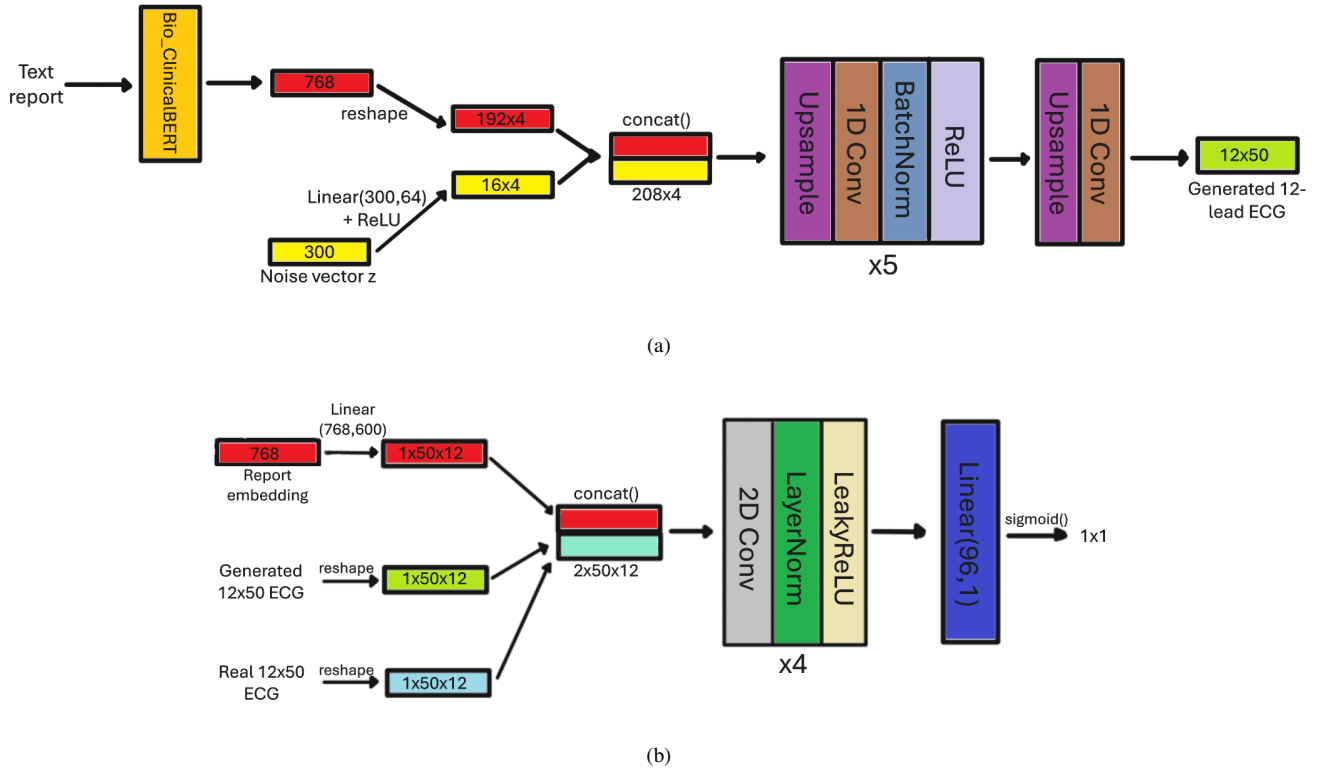 Text
report
Bio_ClinicalBERT
768
reshape
192x4
Linear(300,64)
+ ReLU
16x4
300
Noise vector z
concat()
208x4
Upsample
1D Conv
BatchNorm
ReLU
x5
Upsample
1D Conv
12x50
Generated 12-
lead ECG
(a)
Linear
(768,600)
768
Report
embedding
1x50x12
Generated
12x50 ECG
reshape
1x50x12
Real 12x50
ECG
reshape
1x50x12
concat()
2x50x12
2D Conv
LayerNorm
LeakyReLU
x4
Linear(96,1)
sigmoid()
1x1
(b)